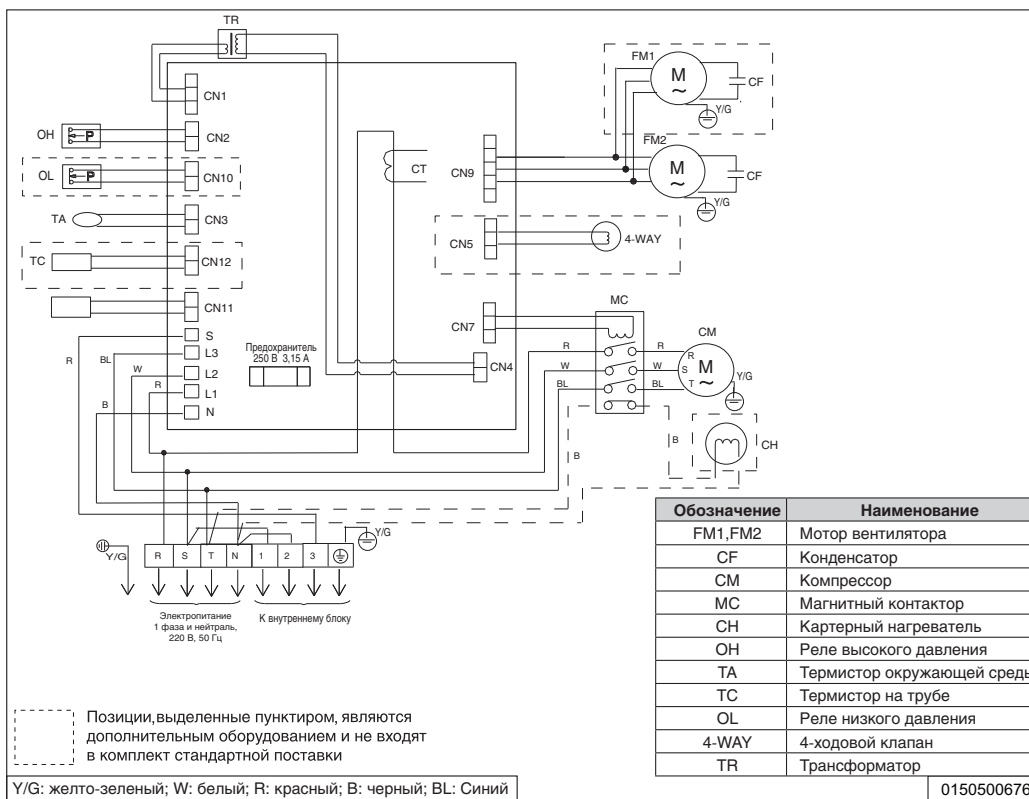 TR
FM1
M
~
CF
Y/G
CN1
OH
P
CN2
FM2
M
~
CF
Y/G
OL
P
CN10
CT
CN9
TA
CN3
CN5
4-WAY
TC
CN12
MC
CN11
CN7
CM
S
R
BL
L3
Предохранитель
250 В 3,15 А
CN4
R
R
R
S
T
M
~
Y/G
W
L2
W
W
R
L1
BL
BL
B
N
B
B
CH
Y/G
Y/G
R
S
T
N
1
2
3
Электропитание
1 фаза и нейтраль,
220 В, 50 Гц
К внутреннему блоку
Обозначение Наименование
FM1,FM2 Мотор вентилятора
CF Конденсатор
CM Компрессор
MC Магнитный контактор
CH Картерный нагреватель
OH Реле высокого давления
TA Термистор окружающей среды
TC Термистор на трубе
OL Реле низкого давления
4-WAY 4-ходовой клапан
TR Трансформатор
Позиции,выделенные пунктиром, являются
дополнительным оборудованием и не входят
в комплект стандартной поставки
Y/G: желто-зеленый; W: белый; R: красный; B: черный; BL: Синий
0150500676